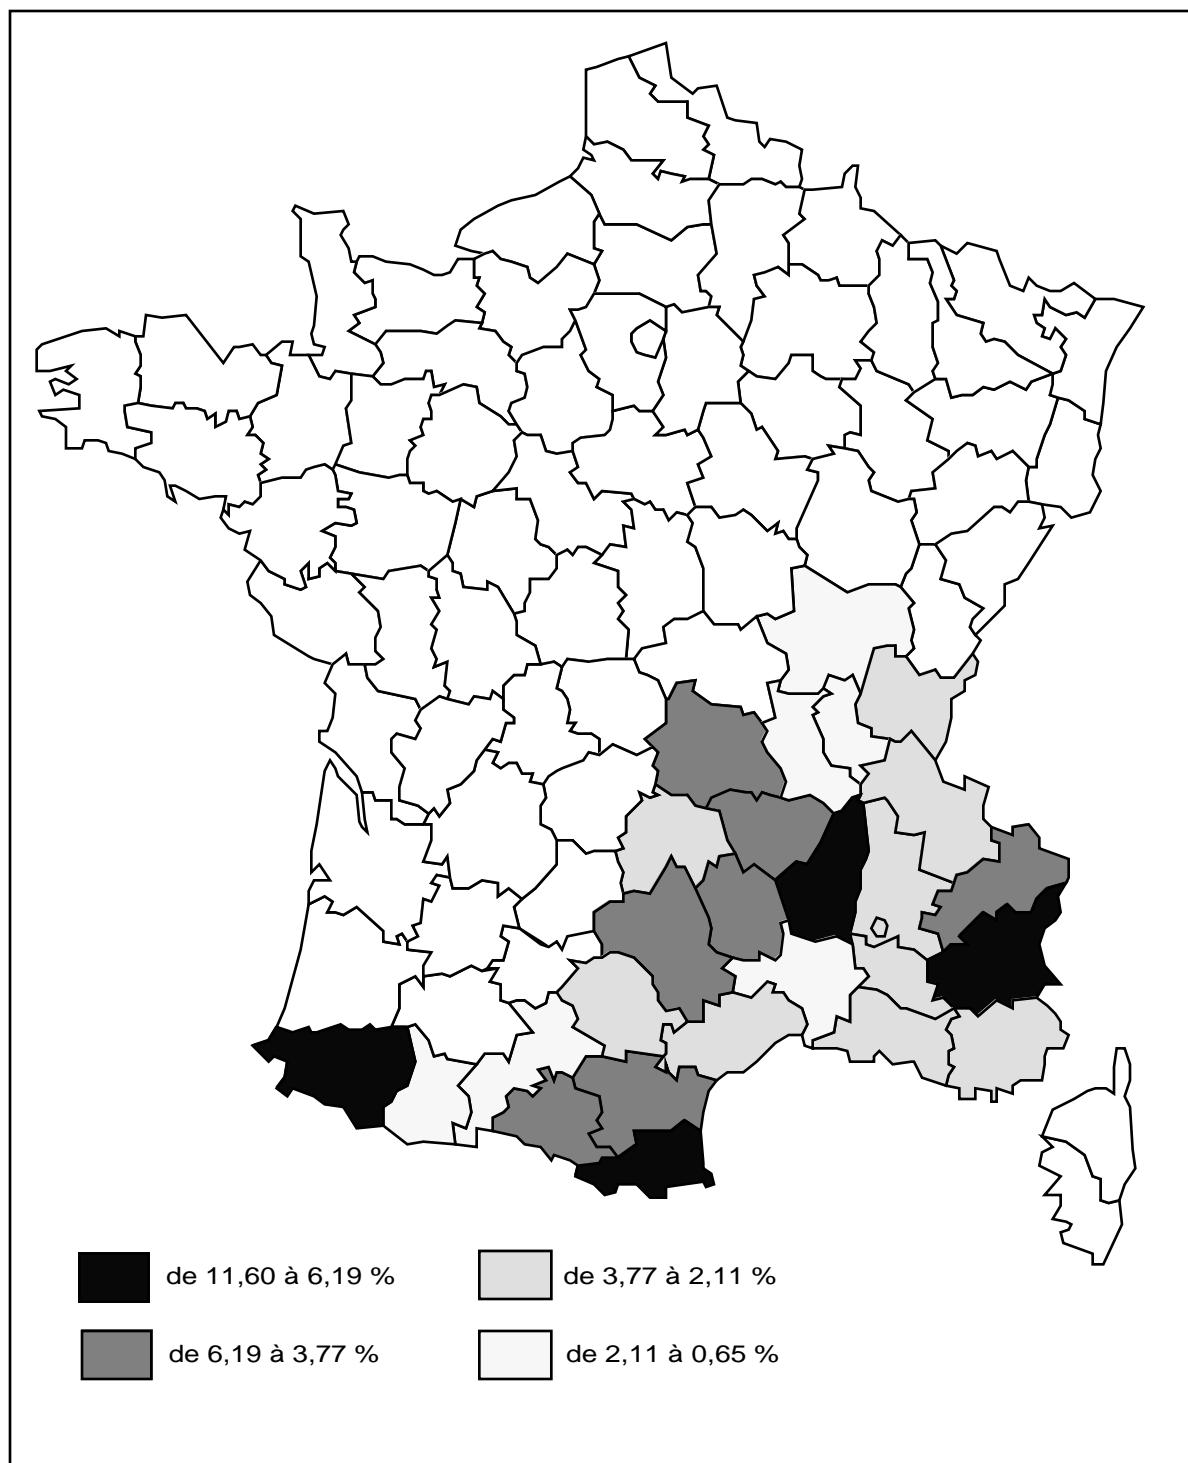 de 11,60 à 6,19 %
de 3,77 à 2,11 %
de 6,19 à 3,77 %
de 2,11 à 0,65 %